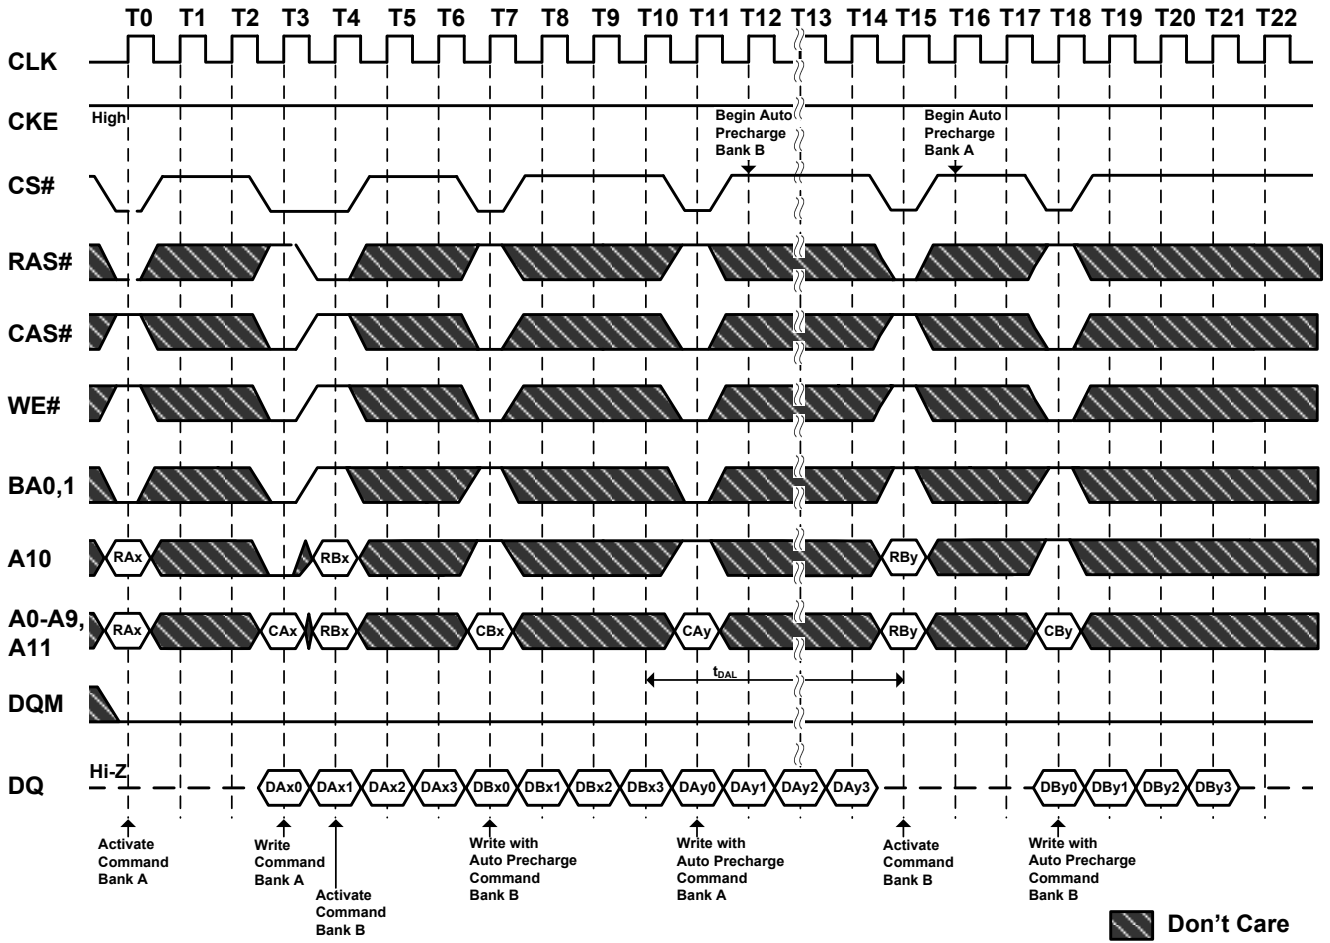 T0 T1 T2 T3 T4 T5 T6 T7 T8 T9 T10 T11 T12 T13 T14 T15 T16 T17 T18 T19 T20 T21 T22
CLK
CKE High
Begin Auto
Precharge
Bank B
Begin Auto
Precharge
Bank A
CS#
RAS#
CAS#
WE#
BA0,1
A10 RAx RBx RBy
A0-A9,
A11
RAx CAx RBx CBx CAy RBy CBy
tDAL
DQM
Hi-Z
DQ DAx0 DAx1 DAx2 DAx3 DBx0 DBx1 DBx2 DBx3 DAy0 DAy1 DAy2 DAy3 DBy0 DBy1 DBy2 DBy3
Activate
Command
Bank A
Write
Command
Bank A
Activate
Command
Bank B
Write with
Auto Precharge
Command
Bank B
Write with
Auto Precharge
Command
Bank A
Activate
Command
Bank B
Write with
Auto Precharge
Command
Bank B
Don't Care